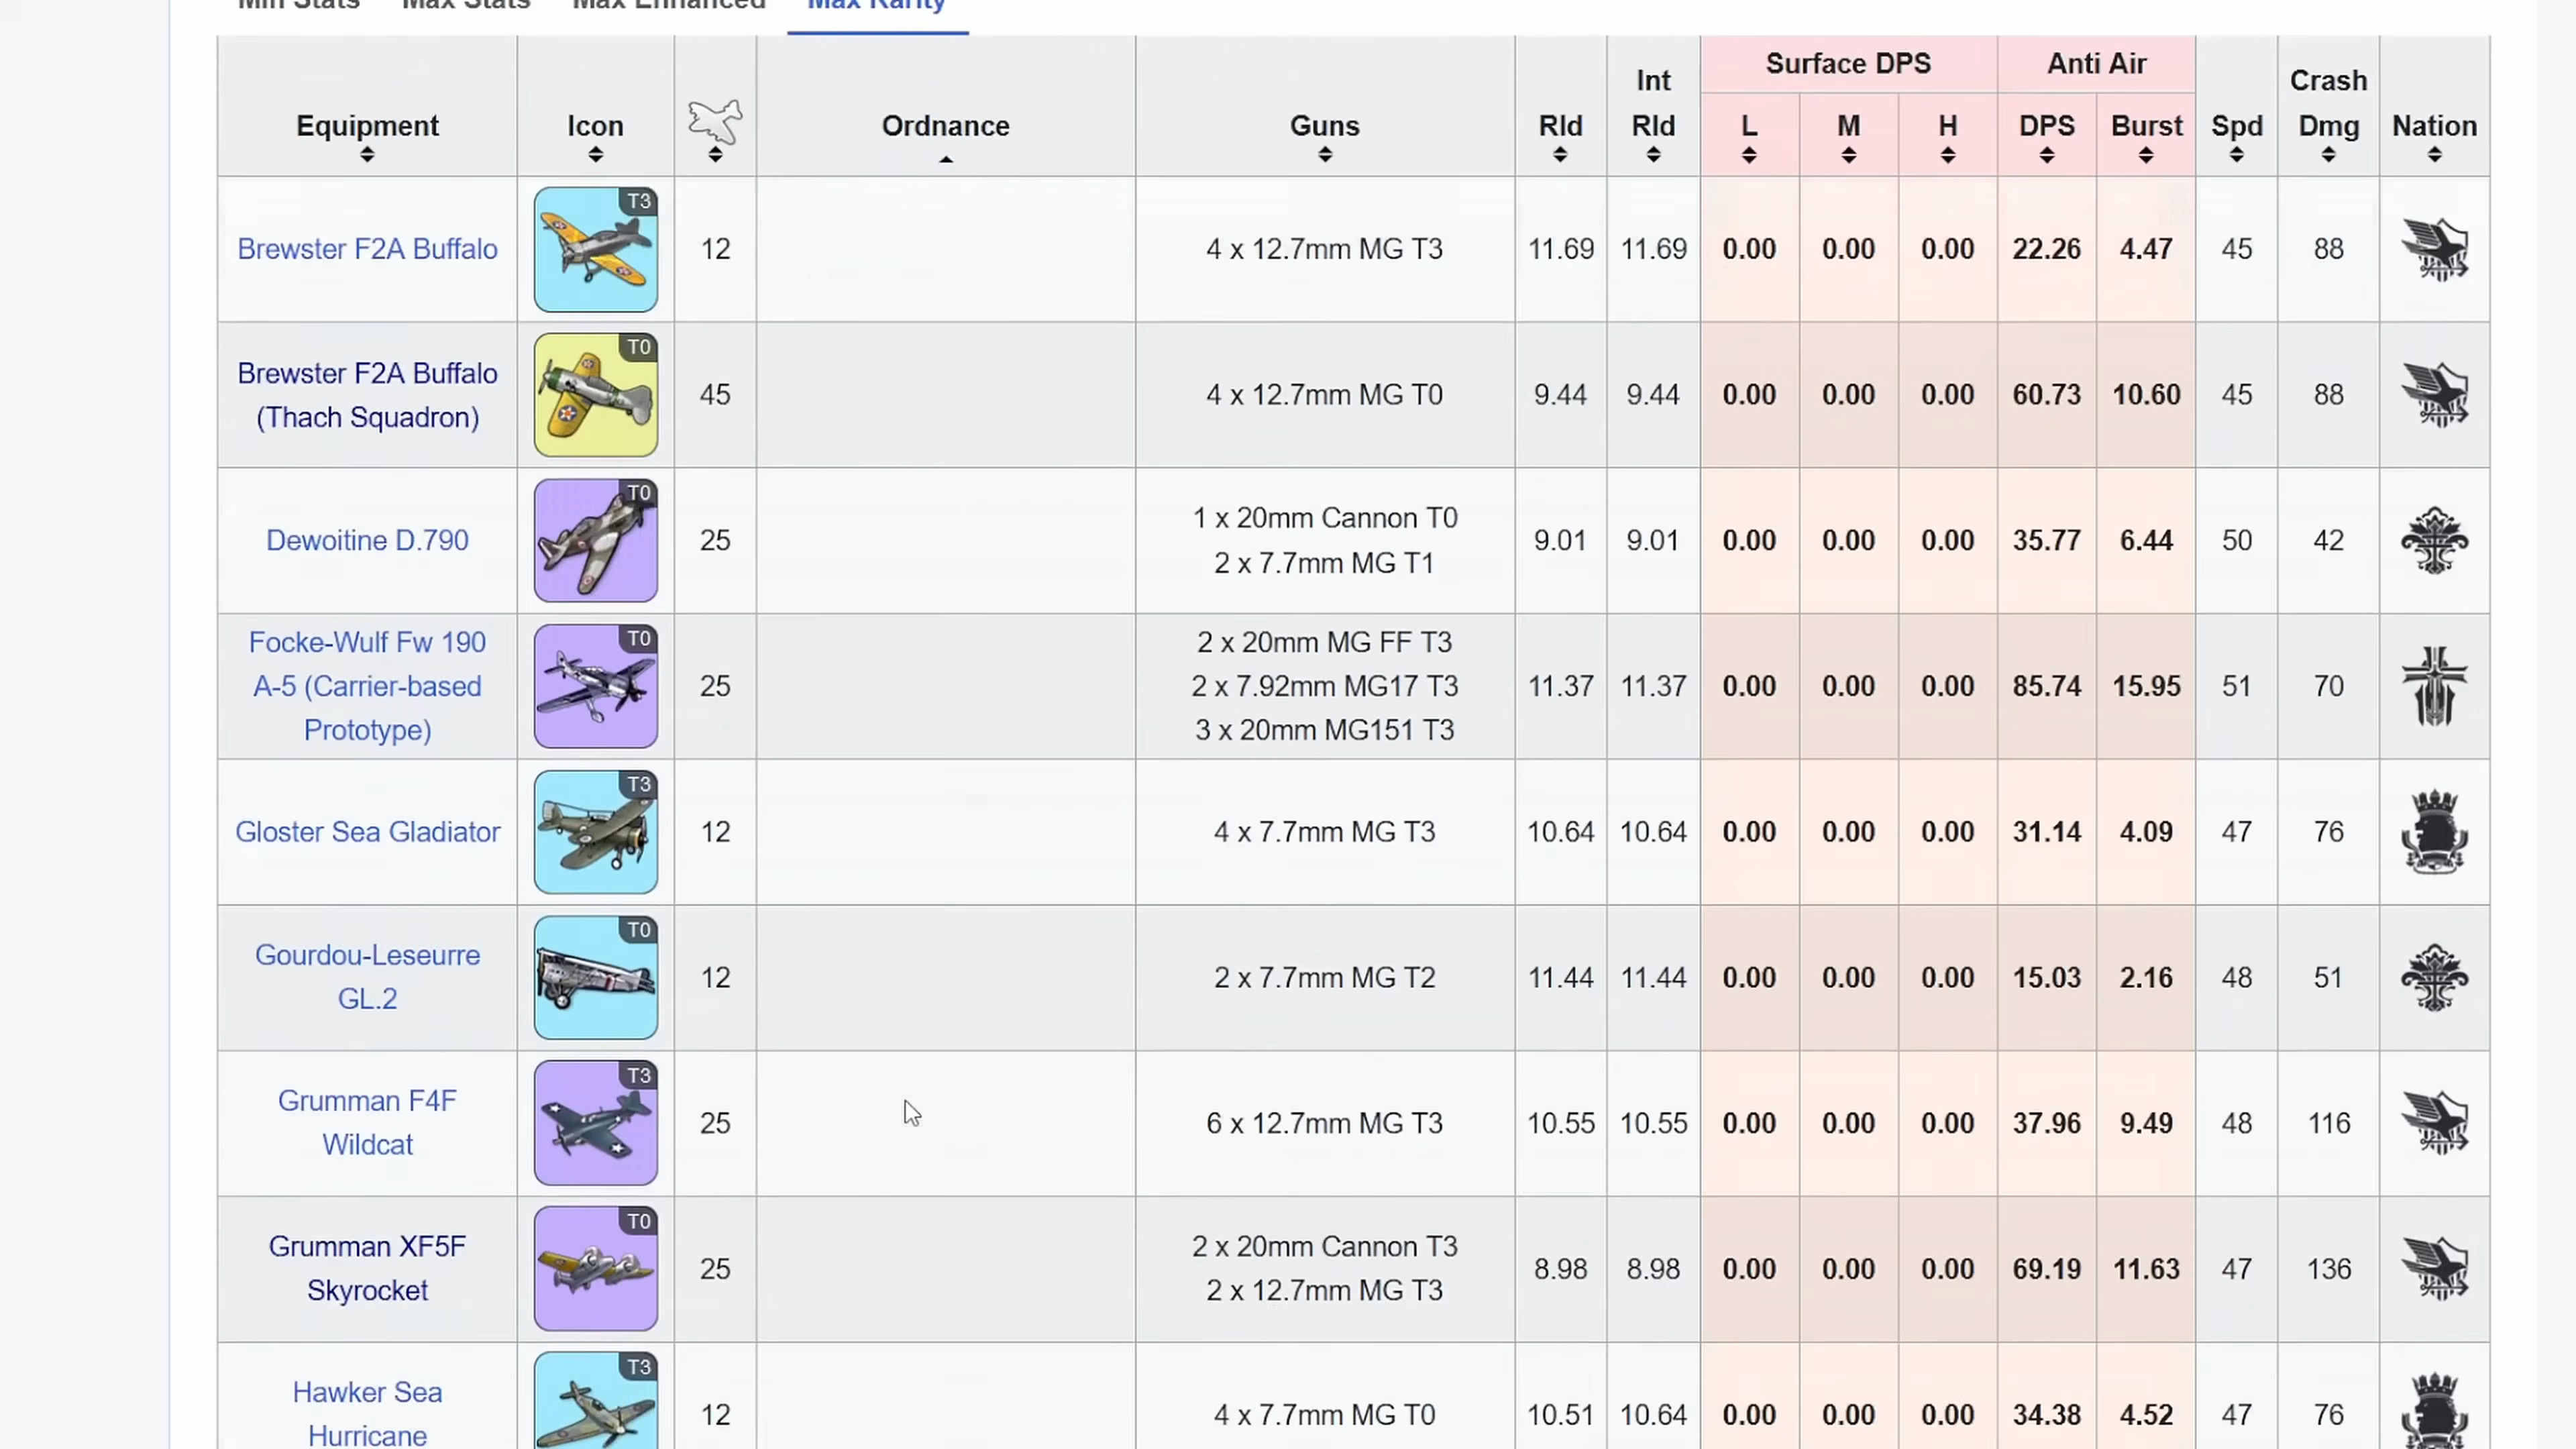 Min Stats Max Stats Max Enhanced Max Rarity
Surface DPS Anti Air
Int Crash
Equipment Icon Ordnance Guns Rld Rld L M H DPS Burst Spd Dmg Nation
T3
Brewster F2A Buffalo 12 4 x 12.7mm MG T3 11.69 11.69 0.00 0.00 0.00 22.26 4.47 45 88
T0
Brewster F2A Buffalo
(Thach Squadron) 45 4 x 12.7mm MG T0 9.44 9.44 0.00 0.00 0.00 60.73 10.60 45 88
T0
1 x 20mm Cannon T0
Dewoitine D.790 25 2 x 7.7mm MG T1 9.01 9.01 0.00 0.00 0.00 35.77 6.44 50 42
T0
Focke-Wulf Fw 190 2 x 20mm MG FF T3
A-5 (Carrier-based 25 2 x 7.92mm MG17 T3 11.37 11.37 0.00 0.00 0.00 85.74 15.95 51 70
Prototype) 3 x 20mm MG151 T3
T3
Gloster Sea Gladiator 12 4 x 7.7mm MG T3 10.64 10.64 0.00 0.00 0.00 31.14 4.09 47 76
T0
Gourdou-Leseurre
GL.2 12 2 x 7.7mm MG T2 11.44 11.44 0.00 0.00 0.00 15.03 2.16 48 51
T3
Grumman F4F
Wildcat 25 6 x 12.7mm MG T3 10.55 10.55 0.00 0.00 0.00 37.96 9.49 48 116
T0
Grumman XF5F 2 x 20mm Cannon T3
Skyrocket 25 2 x 12.7mm MG T3 8.98 8.98 0.00 0.00 0.00 69.19 11.63 47 136
T3
Hawker Sea
Hurricane 12 4 x 7.7mm MG T0 10.51 10.64 0.00 0.00 0.00 34.38 4.52 47 76